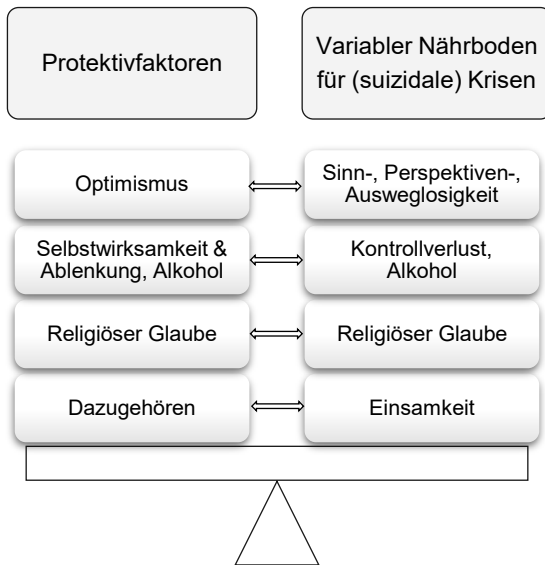 Protektivfaktoren
Variabler Nährboden
für (suizidale) Krisen
Optimismus
Sinn-, Perspektiven-,
Ausweglosigkeit
Selbstwirksamkeit &
Ablenkung, Alkohol
Kontrollverlust,
Alkohol
Religiöser Glaube
Religiöser Glaube
Dazugehören
Einsamkeit